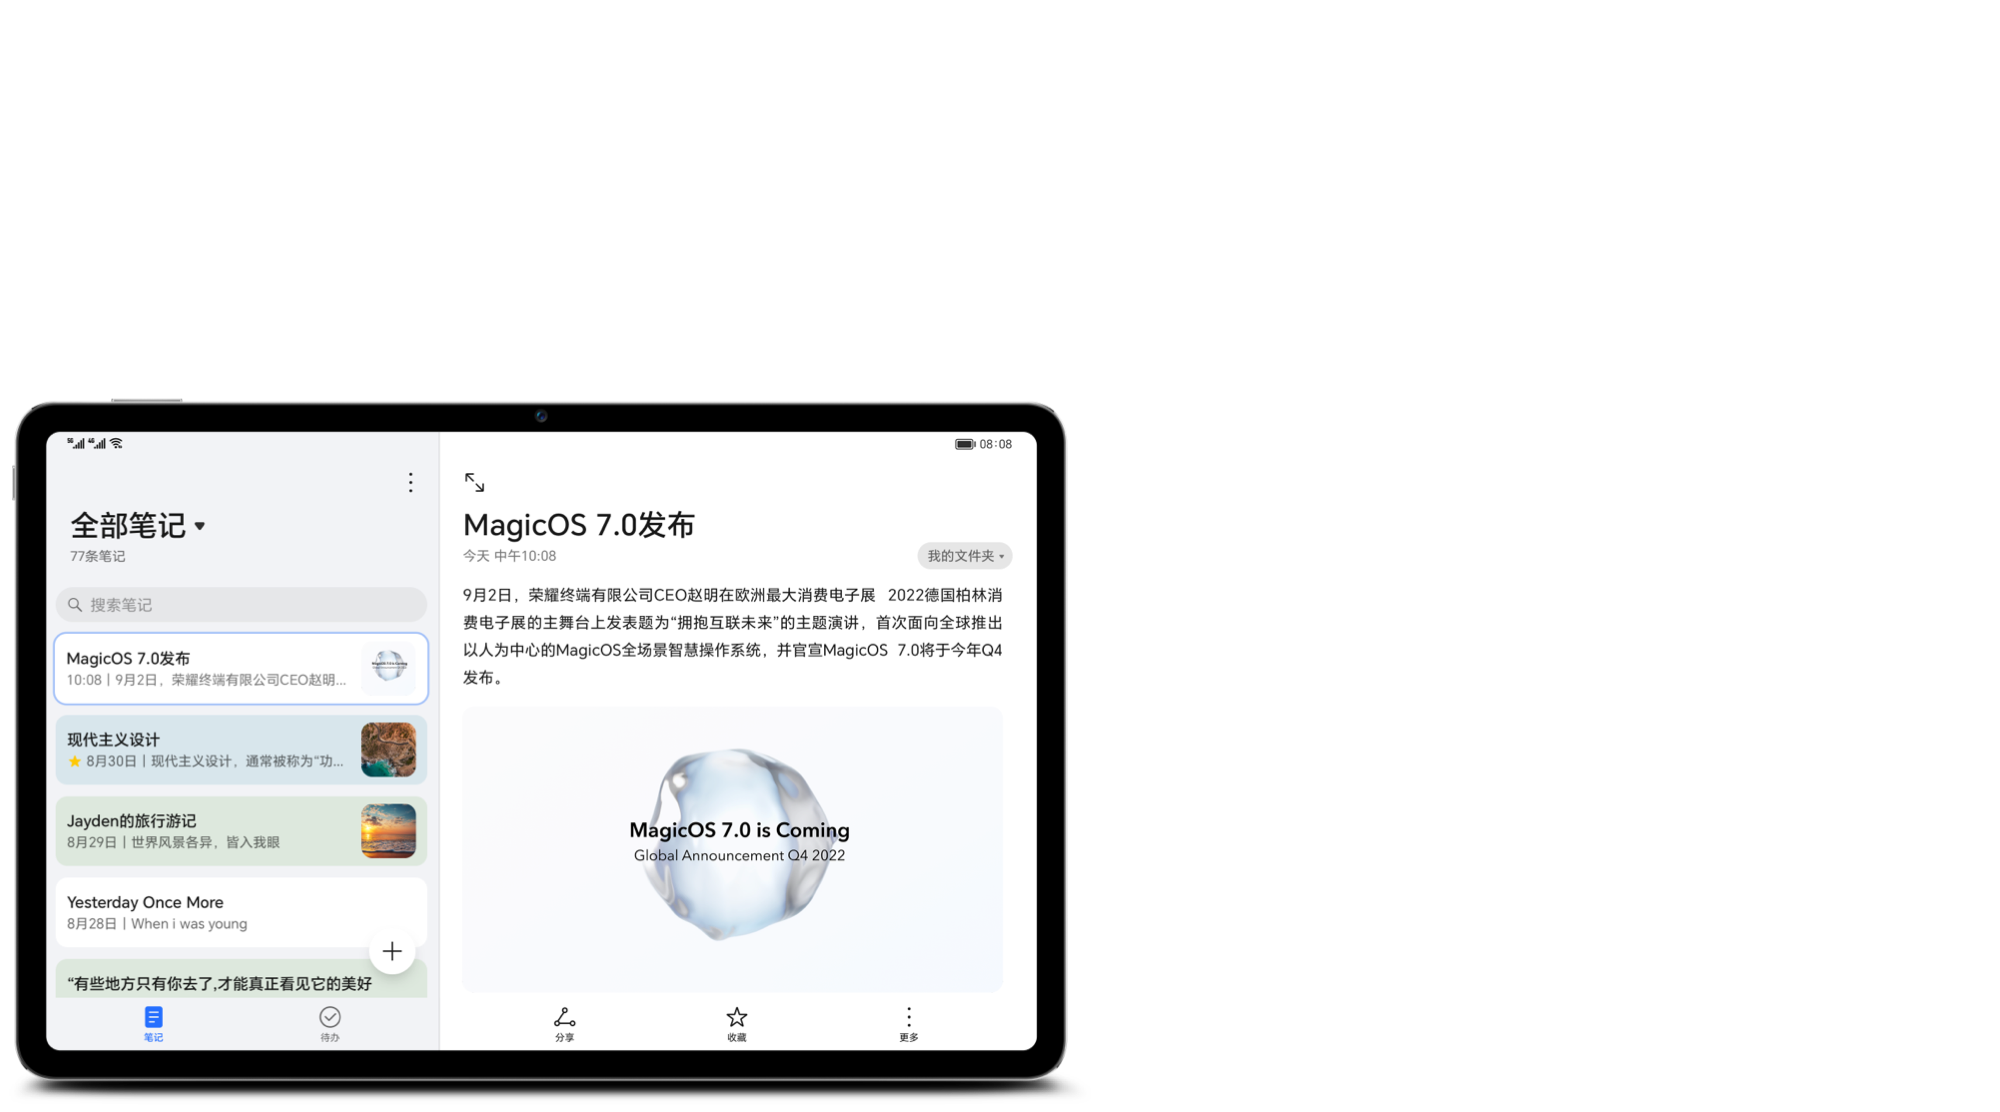 5G 4G
08:08
全部笔记
77条笔记
搜索笔记
MagicOS 7.0发布
10:08 | 9月2日，荣耀终端有限公司CEO赵明...
现代主义设计
8月30日 | 现代主义设计，通常被称为“功...
Jayden的旅行游记
8月29日 | 世界风景各异，皆入我眼
Yesterday Once More
8月28日 | When i was young
“有些地方只有你去了,才能真正看见它的美好
笔记
待办
MagicOS 7.0发布
今天 中午10:08
我的文件夹
9月2日，荣耀终端有限公司CEO赵明在欧洲最大消费电子展 2022德国柏林消
费电子展的主舞台上发表题为“拥抱互联未来”的主题演讲，首次面向全球推出
以人为中心的MagicOS全场景智慧操作系统，并官宣MagicOS 7.0将于今年Q4
发布。
MagicOS 7.0 is Coming
Global Announcement Q4 2022
分享
收藏
更多